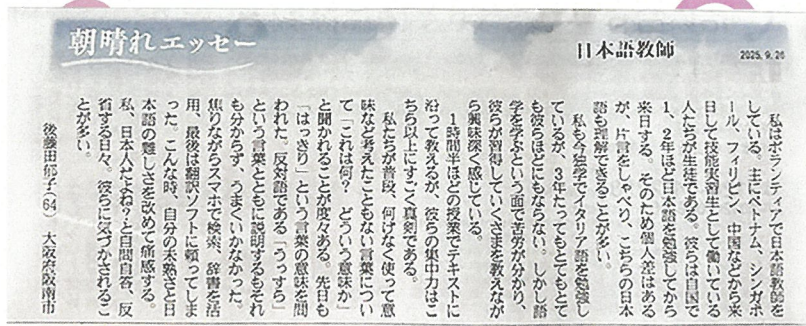 朝晴れエッセー
日本語教師
2025.9.26
私はボランティアで日本語教師を
している。主にベトナム、シンガポ
ール、フィリピン、中国などから来
日して技能実習生として働いている
人たちが生徒である。彼らは自国で
1、2年ほど日本語を勉強してから
来日する。そのため個人差はある
が、片言をしゃべり、こちらの日本
語も理解できることが多い。
私も今独学でイタリア語を勉強し
ているが、3年たってもとてもとて
も彼らほどにもならない。しかし語
学を学ぶという面で苦労が分かり、
彼らが習得していくさまを教えなが
ら興味深く感じている。
1時間半ほどの授業でテキストに
沿って教えるが、彼らの集中力はこ
ちら以上にすごく真剣である。
私たちが普段、何げなく使って意
味など考えたこともない言葉につい
て「これは何? どういう意味か」
と聞かれることが度々ある。先日も
「はっきり」という言葉の意味を問
われた。反対語である「うっすら」
という言葉とともに説明するもそれ
も分からず、うまくいかなかった。
焦りながらスマホで検索、辞書を活
用、最後は翻訳ソフトに頼ってしま
った。こんな時、自分の未熟さと日
本語の難しさを改めて痛感する。
私、日本人だよね?と自問自答、反
省する日々。彼らに気づかされるこ
とが多い。
後藤田郁子(64) 大阪府阪南市